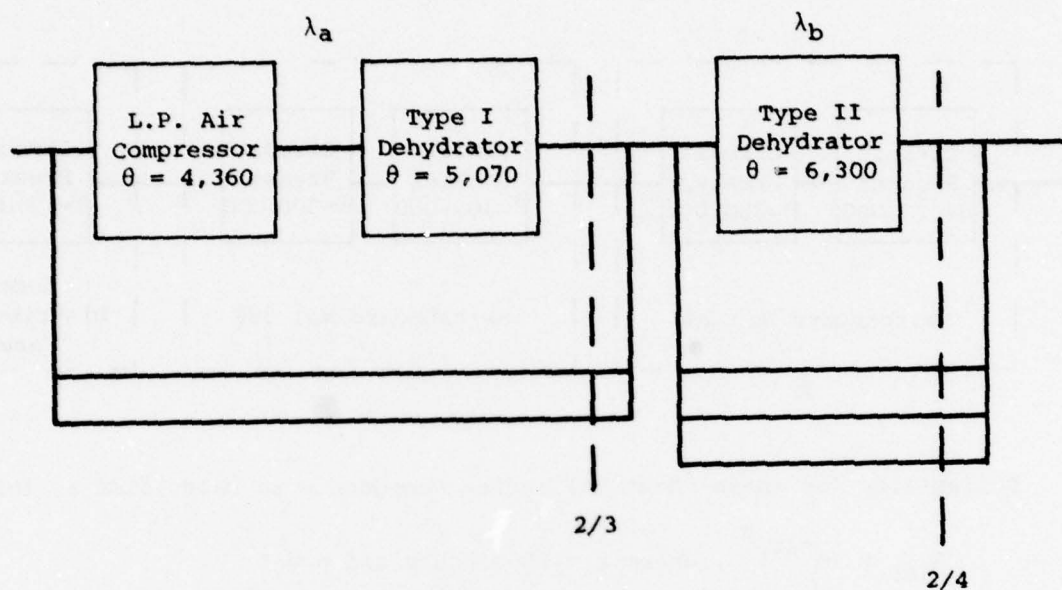 λa
λb
L.P. Air
Compressor
θ = 4,360
Type I
Dehydrator
θ = 5,070
Type II
Dehydrator
θ = 6,300
2/3
2/4